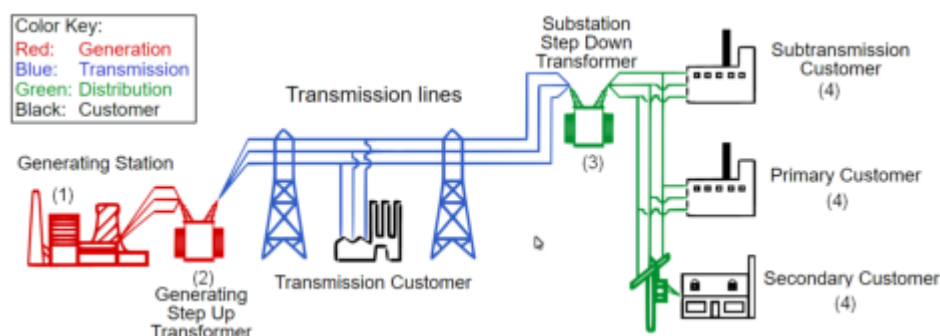 Color Key:
Red: Generation
Blue: Transmission
Green: Distribution
Black: Customer
Substation
Step Down
Transformer
Subtransmission
Customer
(4)
Transmission lines
Generating Station
(1)
(3)
Primary Customer
(4)
(2)
Generating
Step Up
Transformer
Transmission Customer
Secondary Customer
(4)